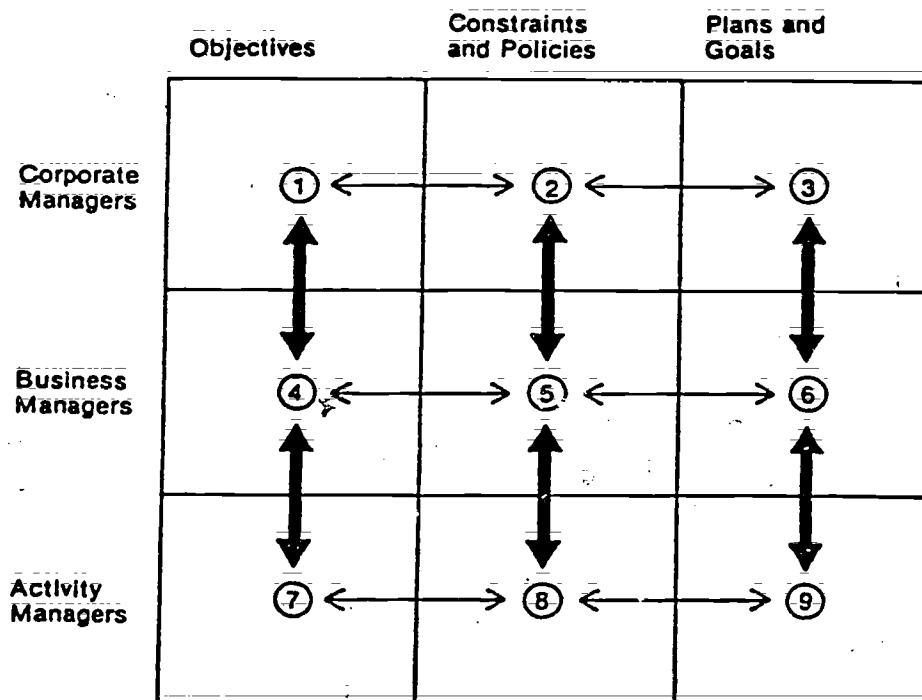 Objectives
Constraints
and Policies
Plans and
Goals
Corporate
Managers
1
2
3
Business
Managers
4
5
6
Activity
Managers
7
8
9